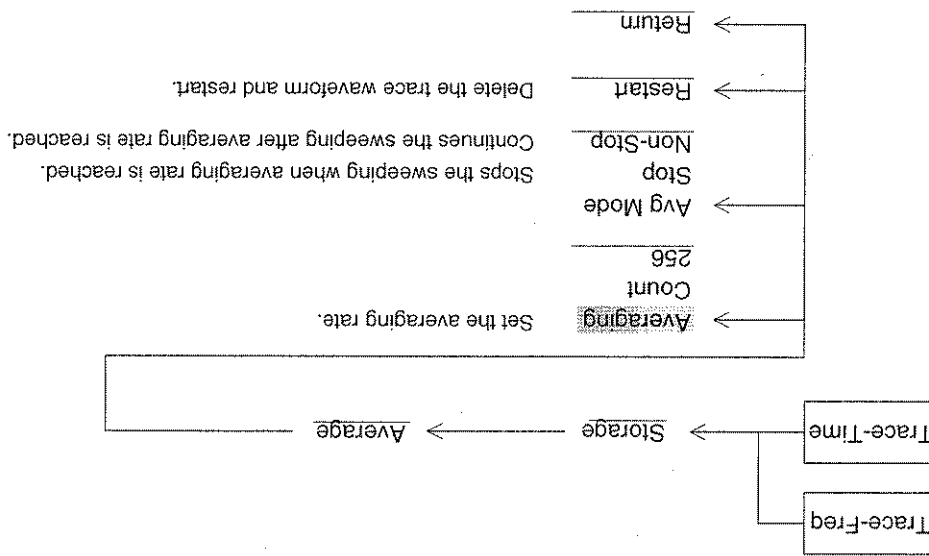 Trace-Freq
Trace-Time
Storage
Average
Averaging
Count
256
Set the averaging rate.
Avg Mode
Stop
Non-Stop
Stops the sweeping when averaging rate is reached.
Continues the sweeping after averaging rate is reached.
Restart
Delete the trace waveform and restart.
Return